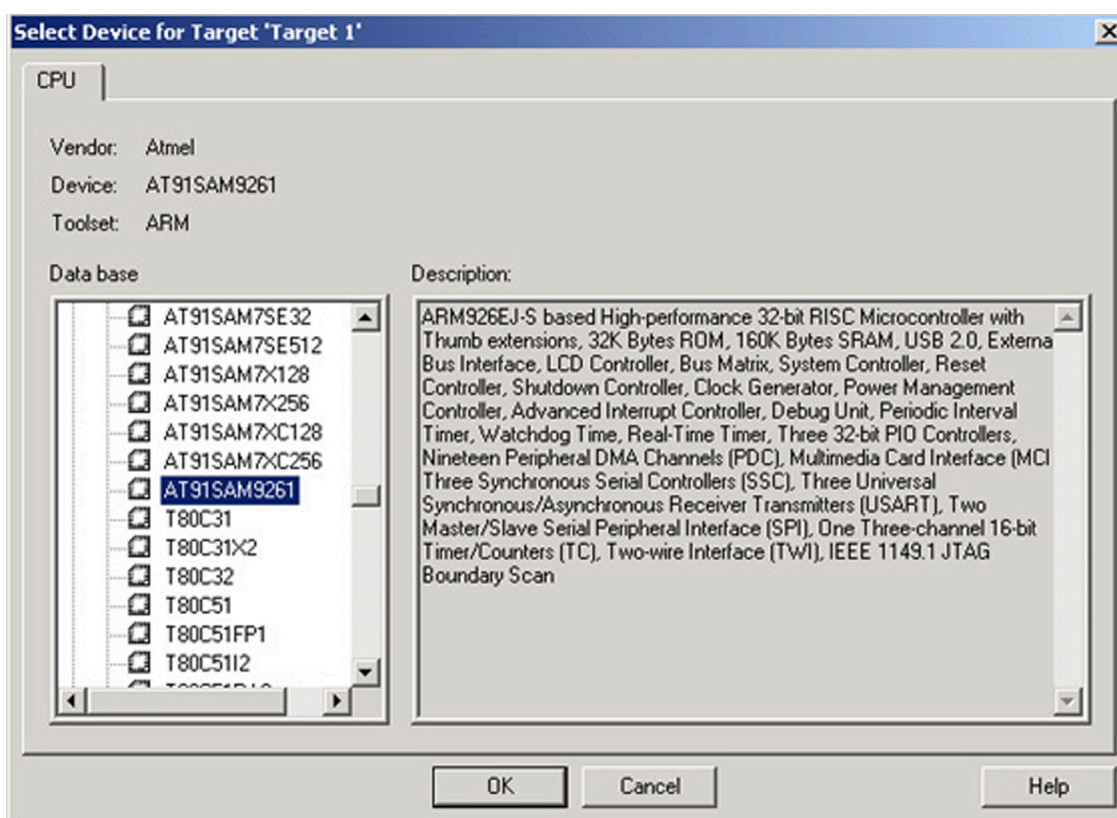 Select Device for Target 'Target 1'
CPU
Vendor: Atmel
Device: AT91SAM9261
Toolset: ARM
Data base
AT91SAM7SE32
AT91SAM7SE512
AT91SAM7X128
AT91SAM7X256
AT91SAM7XC128
AT91SAM7XC256
AT91SAM9261
T80C31
T80C31X2
T80C32
T80C51
T80C51FP1
T80C51I2
Description:
ARM926EJ-S based High-performance 32-bit RISC Microcontroller with
Thumb extensions, 32K Bytes ROM, 160K Bytes SRAM, USB 2.0, Externa
Bus Interface, LCD Controller, Bus Matrix, System Controller, Reset
Controller, Shutdown Controller, Clock Generator, Power Management
Controller, Advanced Interrupt Controller, Debug Unit, Periodic Interval
Timer, Watchdog Time, Real-Time Timer, Three 32-bit PIO Controllers,
Nineteen Peripheral DMA Channels (PDC), Multimedia Card Interface (MCI
Three Synchronous Serial Controllers (SSC), Three Universal
Synchronous/Asynchronous Receiver Transmitters (USART), Two
Master/Slave Serial Peripheral Interface (SPI), One Three-channel 16-bit
Timer/Counters (TC), Two-wire Interface (TWI), IEEE 1149.1 JTAG
Boundary Scan
OK
Cancel
Help